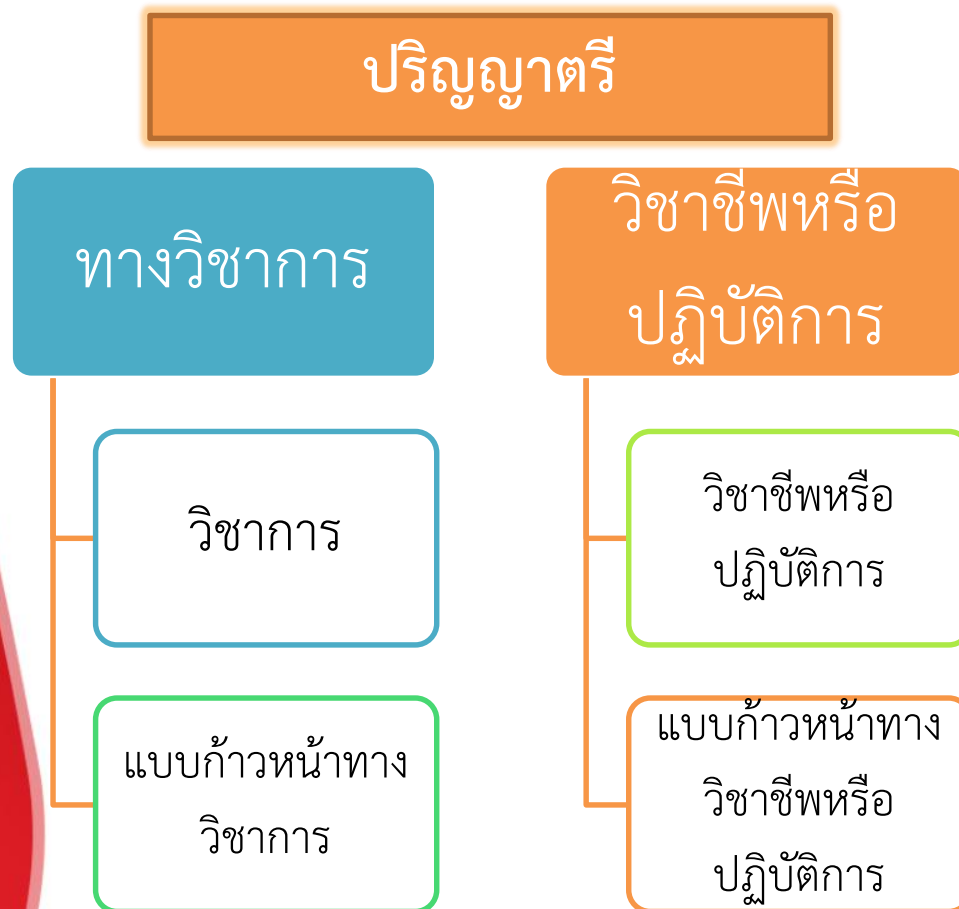 ปริญญาตรี
ทางวิชาการ
วิชาการ
แบบก้าวหน้าทาง
วิชาการ
วิชาชีพหรือ
ปฏิบัติการ
วิชาชีพหรือ
ปฏิบัติการ
แบบก้าวหน้าทาง
วิชาชีพหรือ
ปฏิบัติการ